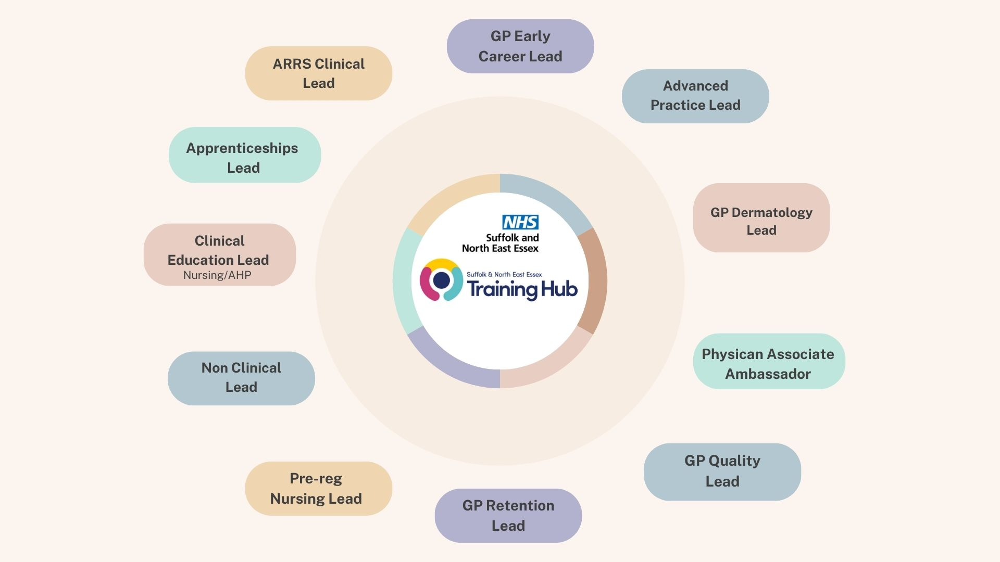 GP Early
Career Lead
ARRS Clinical
Lead
Advanced
Practice Lead
Apprenticeships
Lead
GP Dermatology
Lead
Clinical
Education Lead
Nursing/AHP
NHS
Suffolk and
North East Essex
Suffolk & North East Essex
Training Hub
Physican Associate
Ambassador
Non Clinical
Lead
GP Quality
Lead
Pre-reg
Nursing Lead
GP Retention
Lead